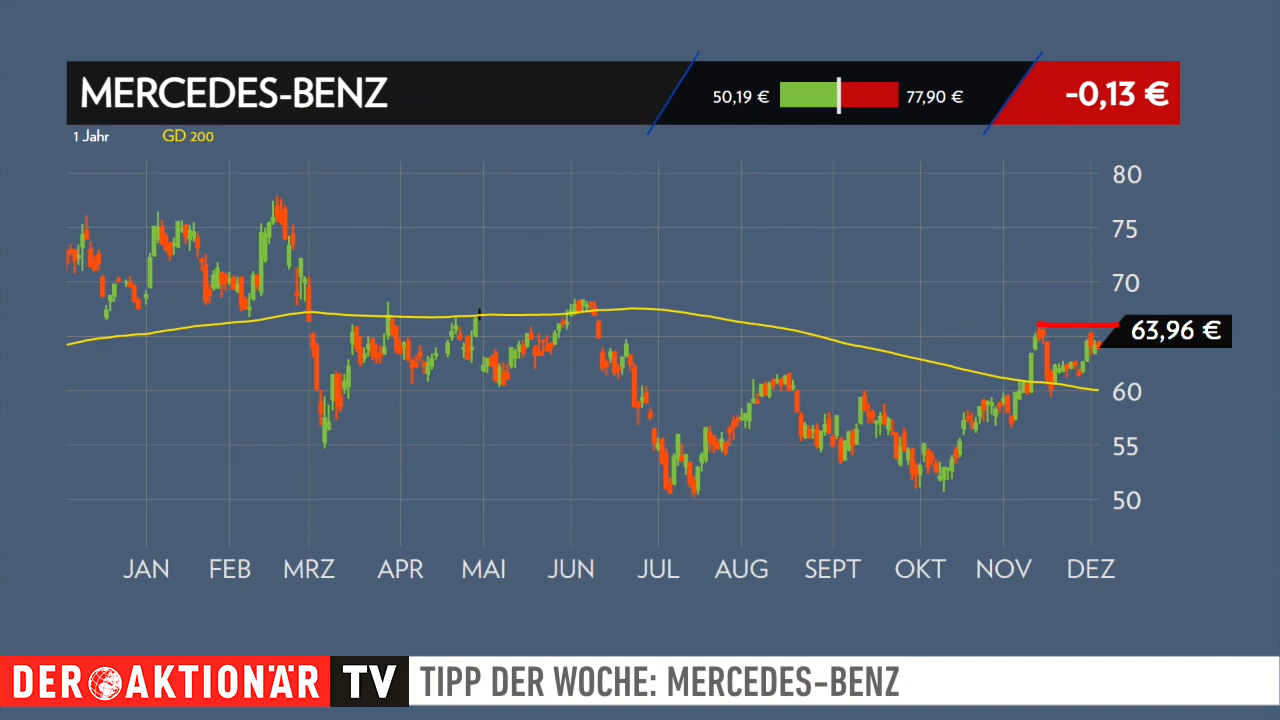 MERCEDES-BENZ
50,19 €
77,90 €
-0,13 €
1 Jahr
GD 200
80
75
70
63,96 €
60
55
50
JAN FEB MRZ APR MAI JUN JUL AUG SEPT OKT NOV DEZ
DER AKTIONÄR TV
TIPP DER WOCHE: MERCEDES-BENZ